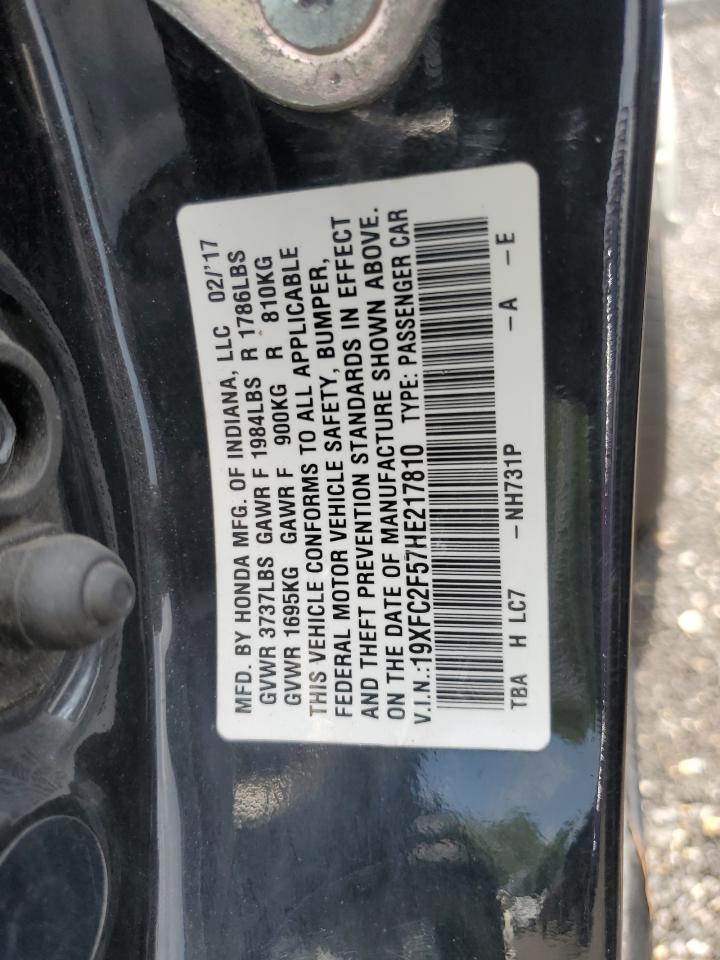 MFD. BY HONDA MFG. OF INDIANA, LLC 02/'17
GVWR 3737LBS GAWR F 1984LBS R 1786LBS
GVWR 1695KG GAWR F 900KG R 810KG
THIS VEHICLE CONFORMS TO ALL APPLICABLE
FEDERAL MOTOR VEHICLE SAFETY, BUMPER,
AND THEFT PREVENTION STANDARDS IN EFFECT
ON THE DATE OF MANUFACTURE SHOWN ABOVE.
V.I.N.:19XFC2F57HE217810 TYPE: PASSENGER CAR
TBA H LC7 -NH731P -A -E